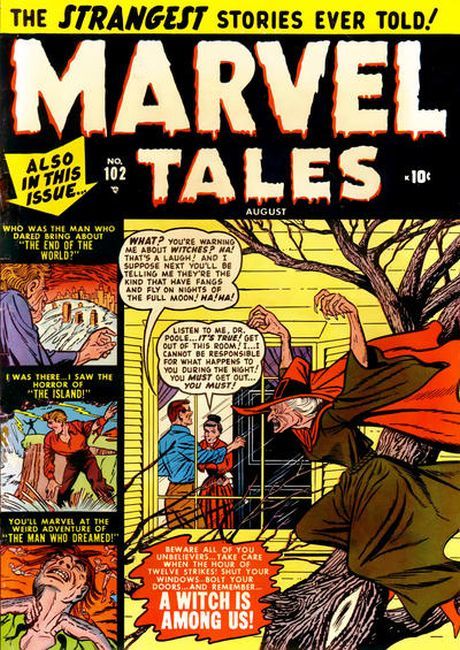 THE STRANGEST STORIES EVER TOLD!
MARVEL
TALES
ALSO
IN THIS
ISSUE...
NO.
102
K 10¢
AUGUST
WHO WAS THE MAN WHO
DARED BRING ABOUT
"THE END OF THE
WORLD?"
I WAS THERE...I SAW THE
HORROR OF
"THE ISLAND!"
YOU'LL MARVEL AT THE
WEIRD ADVENTURE OF
"THE MAN WHO DREAMED!"
WHAT? YOU'RE WARNING
ME ABOUT WITCHES? HA!
THAT'S A LAUGH! AND I
SUPPOSE NEXT YOU'LL BE
TELLING ME THEY'RE THE
KIND THAT HAVE FANGS
AND FLY ON NIGHTS OF
THE FULL MOON! HA! HA!
LISTEN TO ME, DR.
POOLE...IT'S TRUE! GET
OUT OF THIS ROOM! I...I
CANNOT BE RESPONSIBLE
FOR WHAT HAPPENS TO
YOU DURING THE NIGHT!
YOU MUST GET OUT...
YOU MUST!
BEWARE ALL OF YOU
UNBELIEVERS...TAKE CARE
WHEN THE HOUR OF
TWELVE STRIKES! SHUT YOUR
WINDOWS..BOLT YOUR
DOORS...AND REMEMBER...
A WITCH IS
AMONG US!